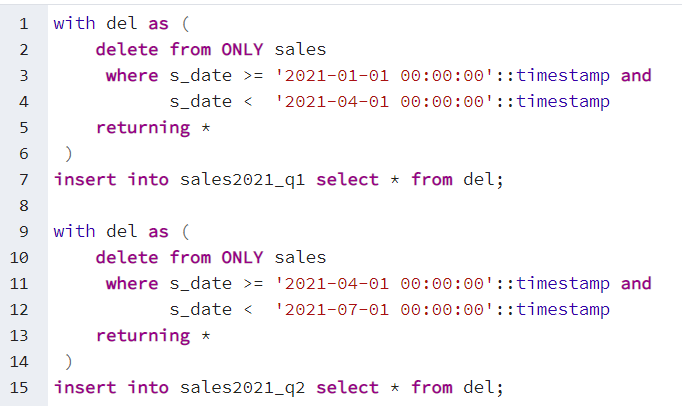 1 with del as (
2     delete from ONLY sales
3      where s_date >= '2021-01-01 00:00:00'::timestamp and
4            s_date <  '2021-04-01 00:00:00'::timestamp
5     returning *
6  )
7 insert into sales2021_q1 select * from del;
8
9 with del as (
10     delete from ONLY sales
11      where s_date >= '2021-04-01 00:00:00'::timestamp and
12            s_date <  '2021-07-01 00:00:00'::timestamp
13     returning *
14  )
15 insert into sales2021_q2 select * from del;